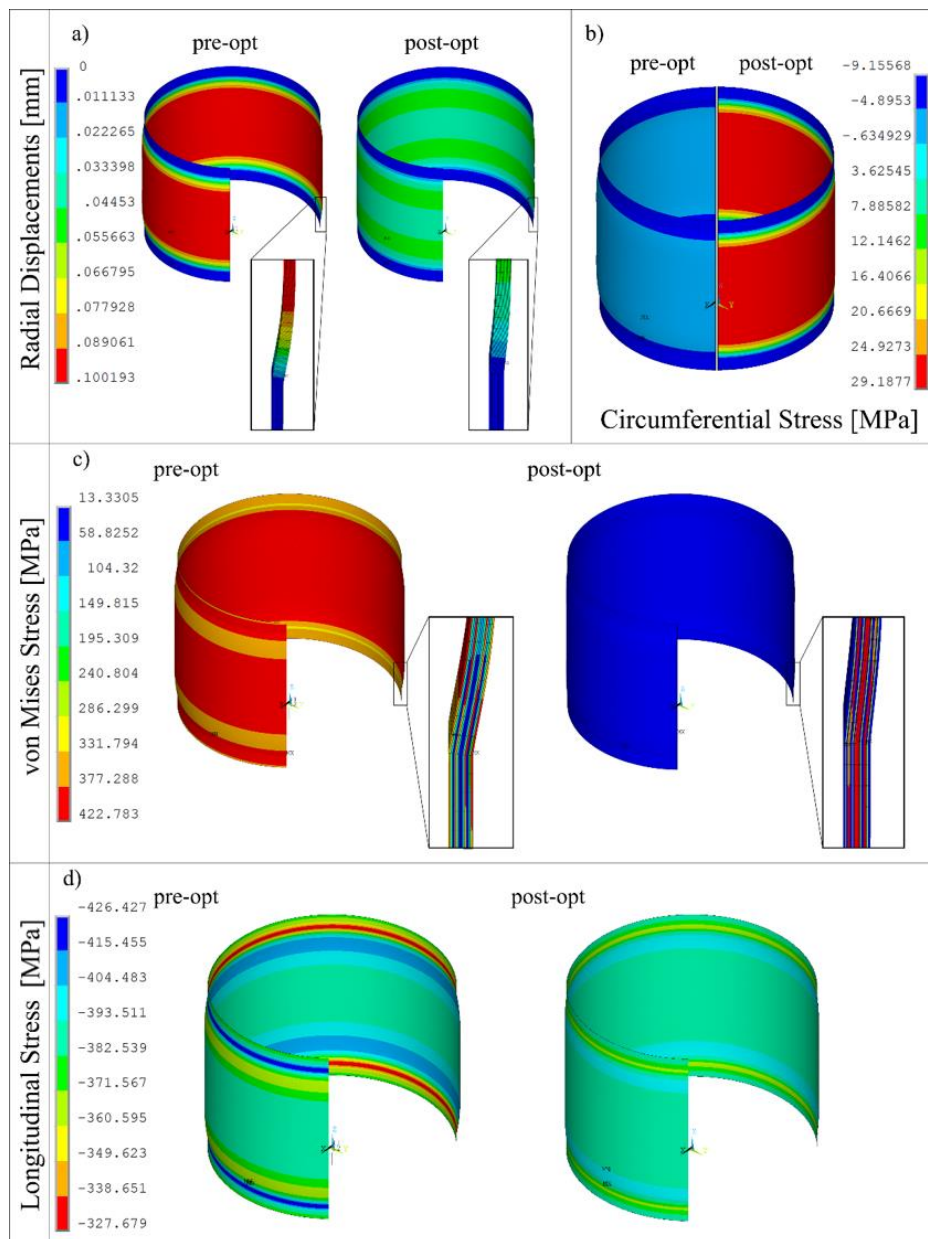 a)
pre-opt
post-opt
Radial Displacements [mm]
0
.011133
.022265
.033398
.04453
.055663
.066795
.077928
.089061
.100193
b)
pre-opt
post-opt
-9.15568
-4.8953
-.634929
3.62545
7.88582
12.1462
16.4066
20.6669
24.9273
29.1877
Circumferential Stress [MPa]
c)
pre-opt
post-opt
von Mises Stress [MPa]
13.3305
58.8252
104.32
149.815
195.309
240.804
286.299
331.794
377.288
422.783
d)
pre-opt
post-opt
Longitudinal Stress [MPa]
-426.427
-415.455
-404.483
-393.511
-382.539
-371.567
-360.595
-349.623
-338.651
-327.679